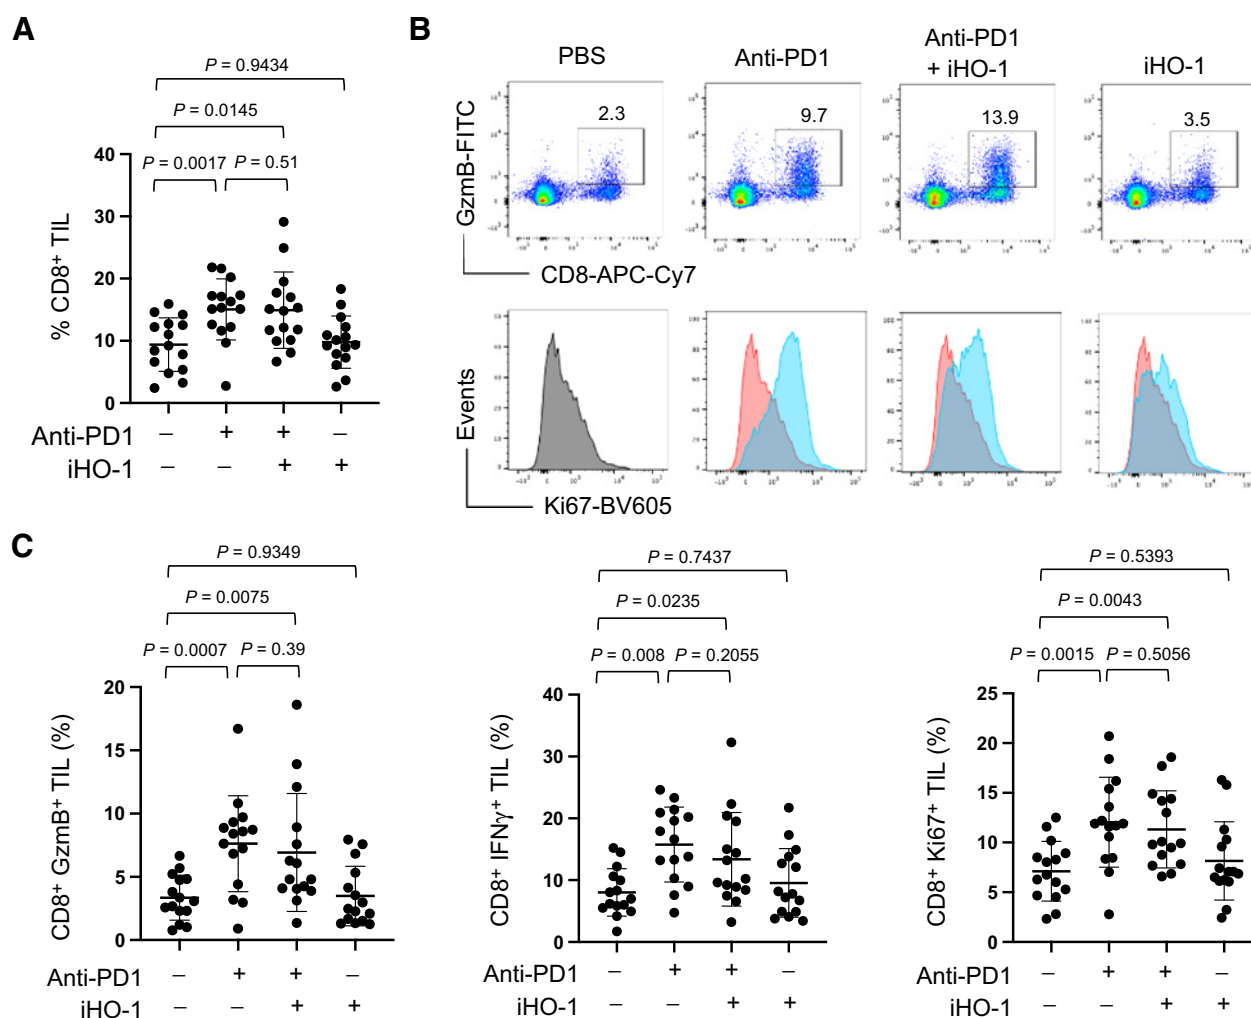 A
P = 0.9434
P = 0.0145
P = 0.0017
P = 0.51
% CD8+ TIL
40
30
20
10
0
Anti-PD1 – + + –
iHO-1 – – + +
B
PBS
Anti-PD1
Anti-PD1
+ iHO-1
iHO-1
2.3
9.7
13.9
3.5
GzmB-FITC
CD8-APC-Cy7
Events
Ki67-BV605
C
P = 0.9349
P = 0.0075
P = 0.0007
P = 0.39
CD8+ GzmB+ TIL (%)
20
15
10
5
0
Anti-PD1 – + + –
iHO-1 – – + +
P = 0.7437
P = 0.0235
P = 0.008
P = 0.2055
CD8+ IFNγ+ TIL (%)
40
30
20
10
0
Anti-PD1 – + + –
iHO-1 – – + +
P = 0.5393
P = 0.0043
P = 0.0015
P = 0.5056
CD8+ Ki67+ TIL (%)
25
20
15
10
5
0
Anti-PD1 – + + –
iHO-1 – – + +